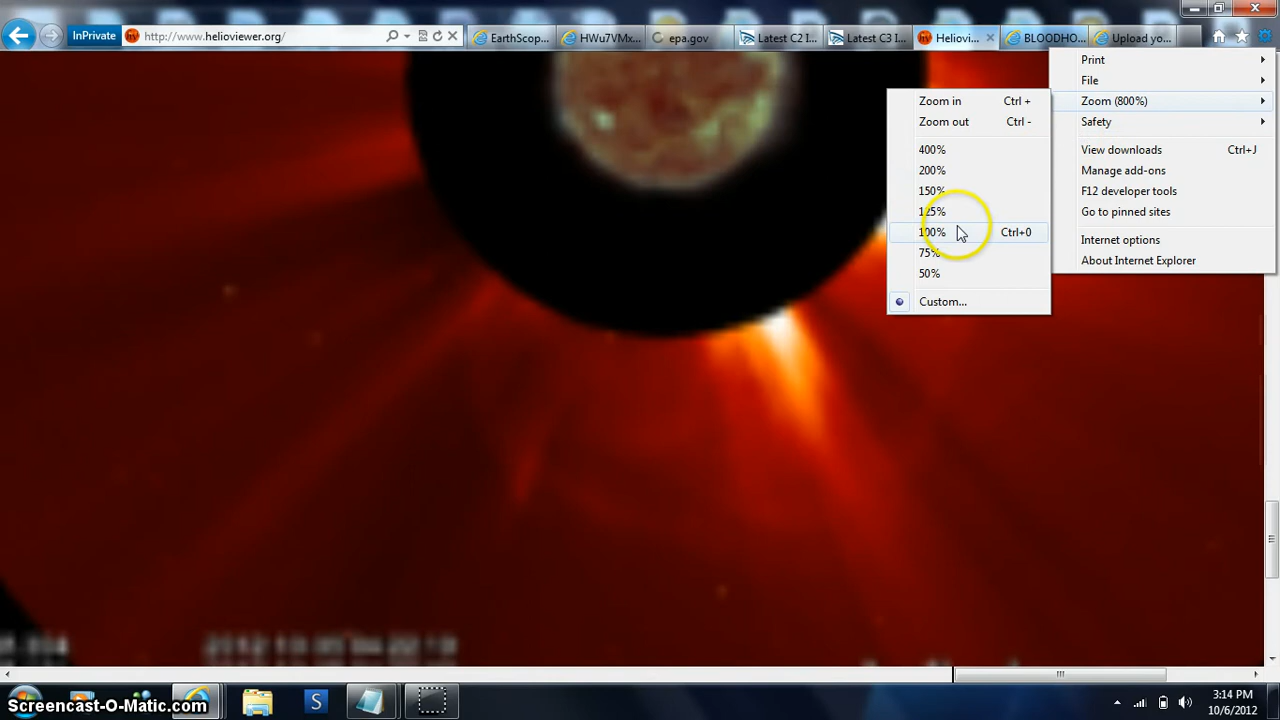 InPrivate
http://www.helioviewer.org/
EarthScop...
HWu7VMx...
epa.gov
Latest C2 I...
Latest C3 I...
Heliovi...
BLOODHO...
Upload yo...
Print
File
Zoom (800%)
Safety
View downloads Ctrl+J
Manage add-ons
F12 developer tools
Go to pinned sites
Internet options
About Internet Explorer
Zoom in Ctrl +
Zoom out Ctrl -
400%
200%
150%
125%
100% Ctrl+0
75%
50%
Custom...
Screencast-O-Matic.com
3:14 PM
10/6/2012